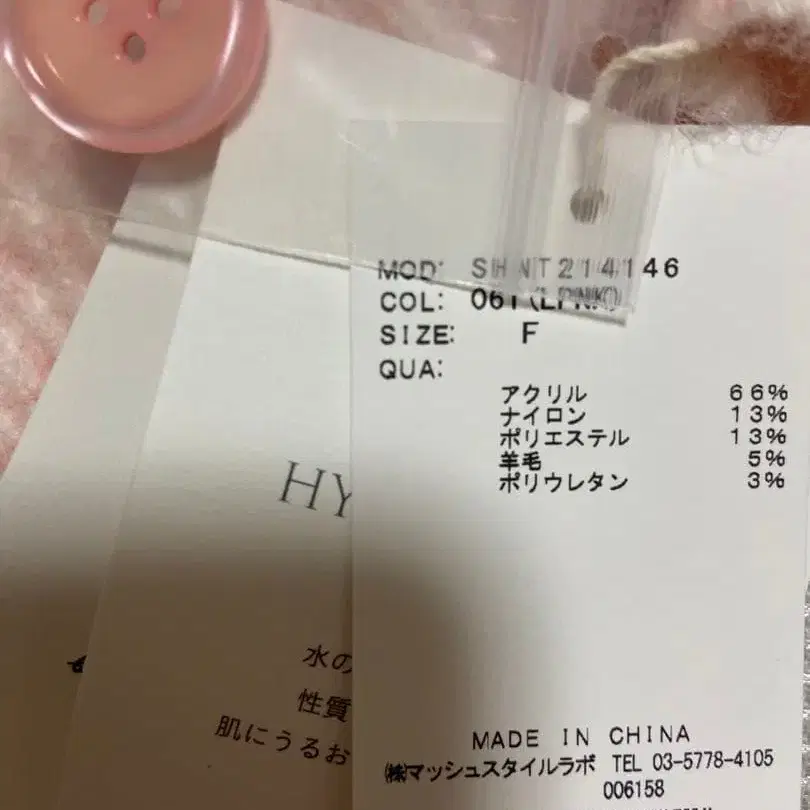 MOD: SHNT214146
COL: 061 (LPNK)
SIZE: F
QUA:
アクリル 66%
ナイロン 13%
ポリエステル 13%
羊毛 5%
ポリウレタン 3%
HY
水の
性質
肌にうるお
MADE IN CHINA
㈱マッシュスタイルラボ TEL 03-5778-4105
006158